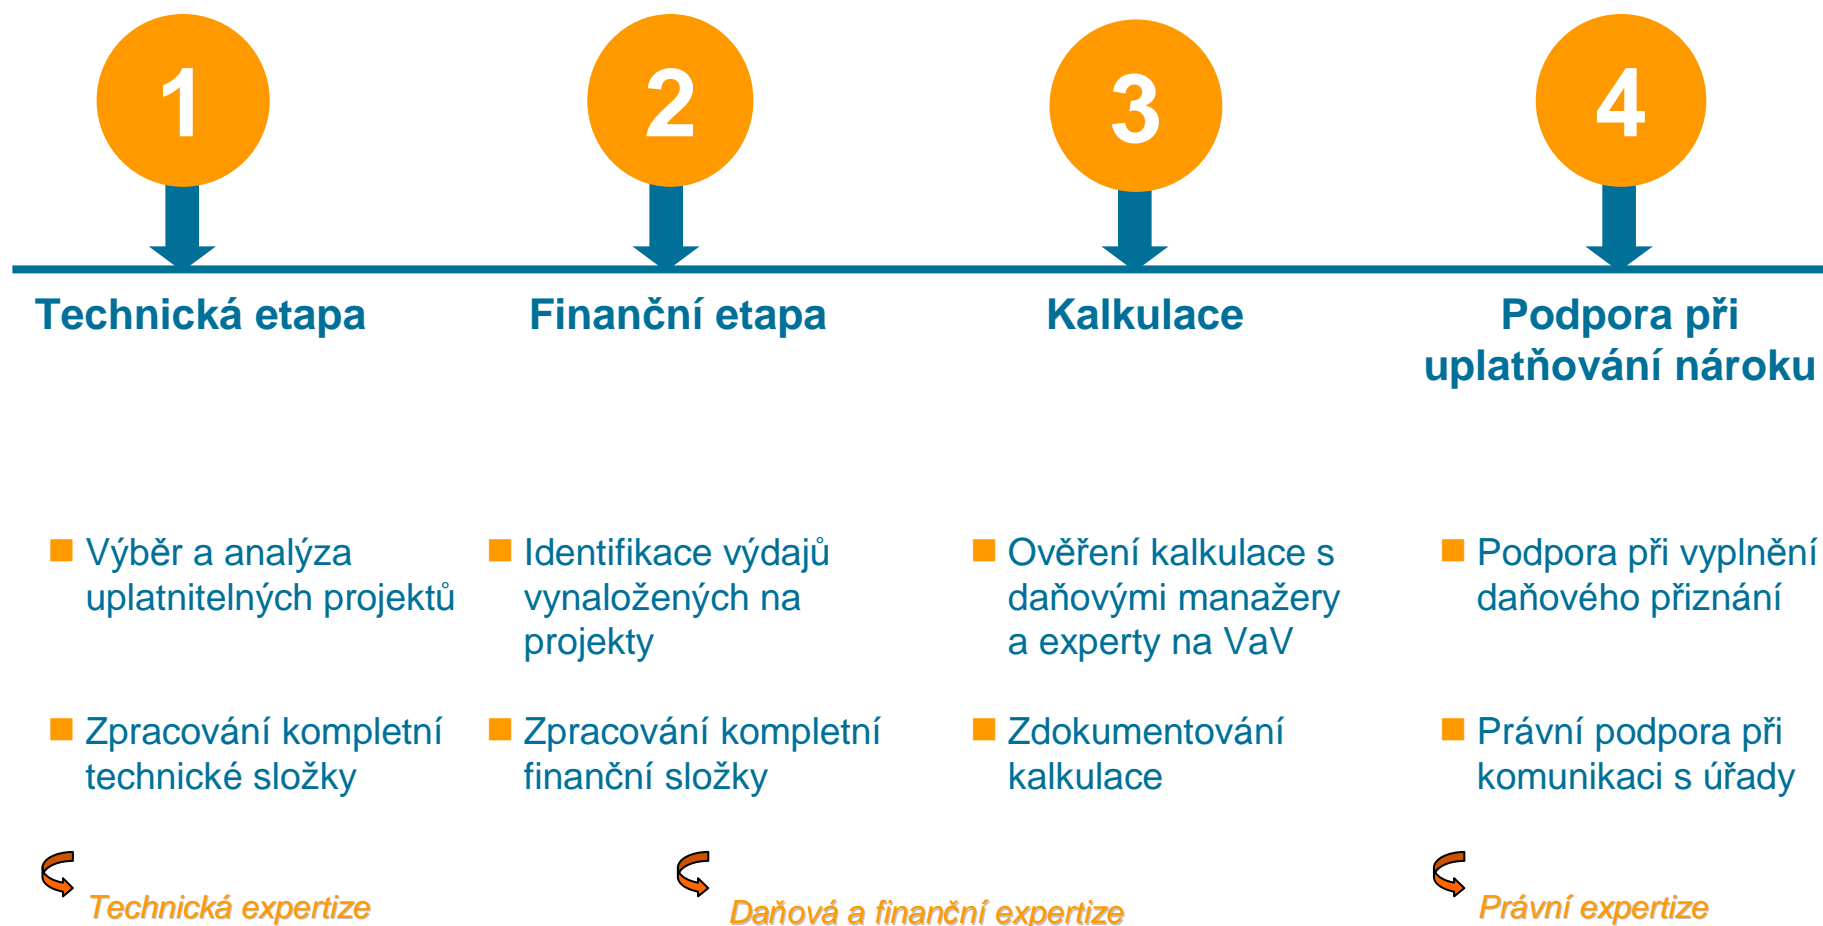 1
2
3
4
Technická etapa
Finanční etapa
Kalkulace
Podpora při
uplatňování nároku
Výběr a analýza
uplatnitelných projektů
Zpracování kompletní
technické složky
Identifikace výdajů
vynaložených na
projekty
Zpracování kompletní
finanční složky
Ověření kalkulace s
daňovými manažery
a experty na VaV
Zdokumentování
kalkulace
Podpora při vyplnění
daňového přiznání
Právní podpora při
komunikaci s úřady
Technická expertize
Daňová a finanční expertize
Právní expertize